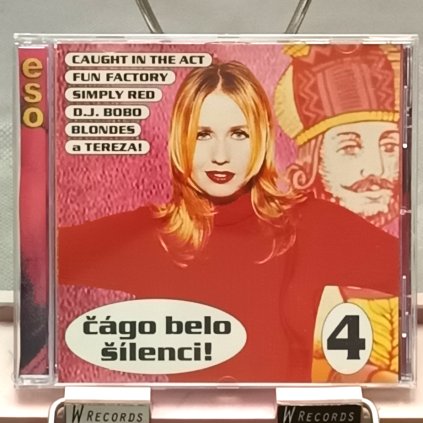 eso
CAUGHT IN THE ACT
FUN FACTORY
SIMPLY RED
D.J. BOBO
BLONDES
a TEREZA!
čágo belo
šílenci!
4
W RECORDS
W RECORDS